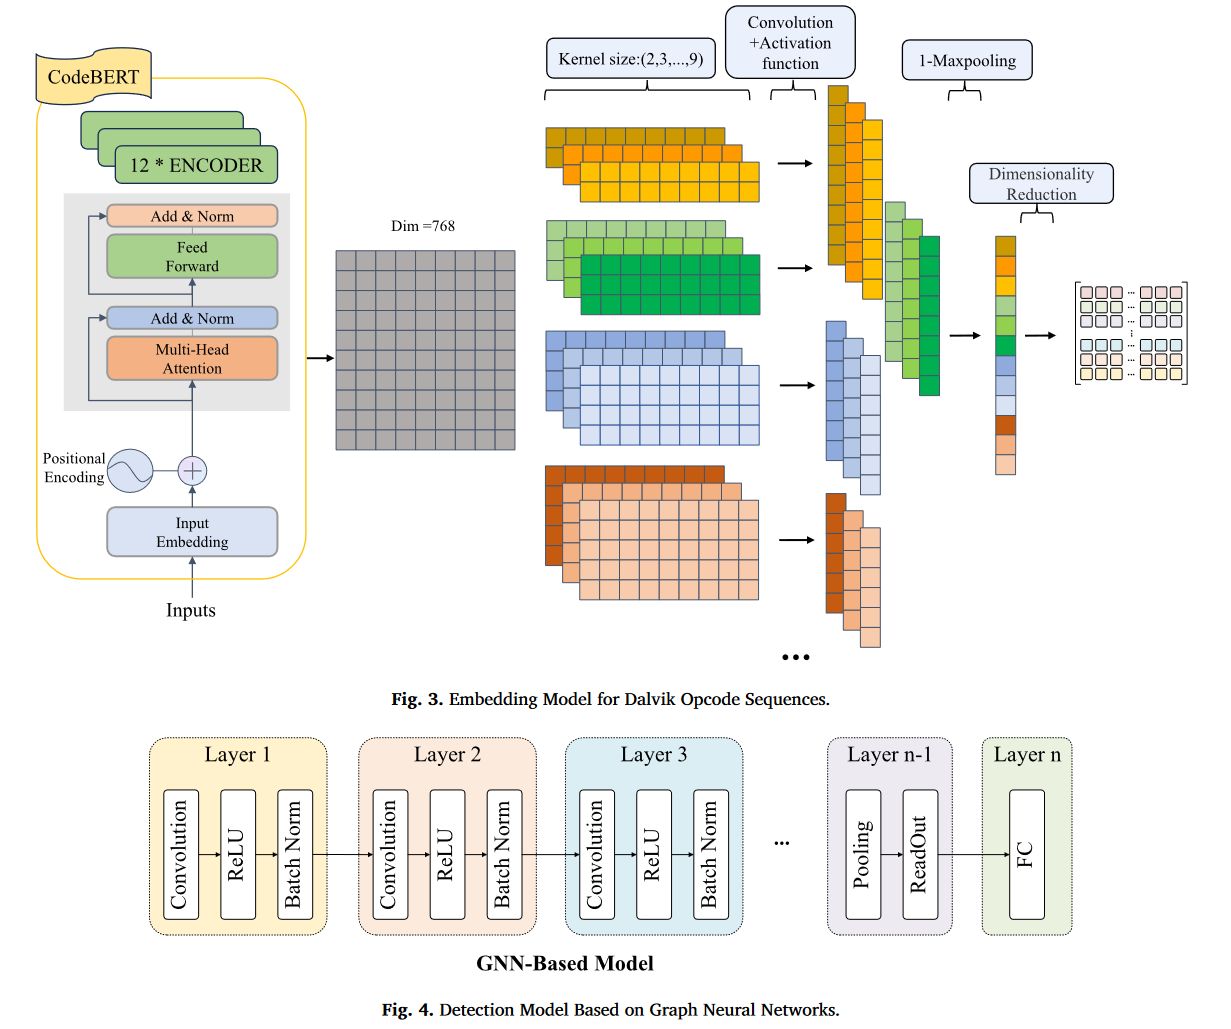 CodeBERT
12 * ENCODER
Add & Norm
Feed
Forward
Add & Norm
Multi-Head
Attention
Positional
Encoding
Input
Embedding
Inputs
Dim =768
Kernel size:(2,3,...,9)
Convolution
+Activation
function
1-Maxpooling
Dimensionality
Reduction
...
Fig. 3. Embedding Model for Dalvik Opcode Sequences.
Layer 1
Convolution
ReLU
Batch Norm
Layer 2
Convolution
ReLU
Batch Norm
Layer 3
Convolution
ReLU
Batch Norm
...
Layer n-1
Pooling
ReadOut
Layer n
FC
GNN-Based Model
Fig. 4. Detection Model Based on Graph Neural Networks.